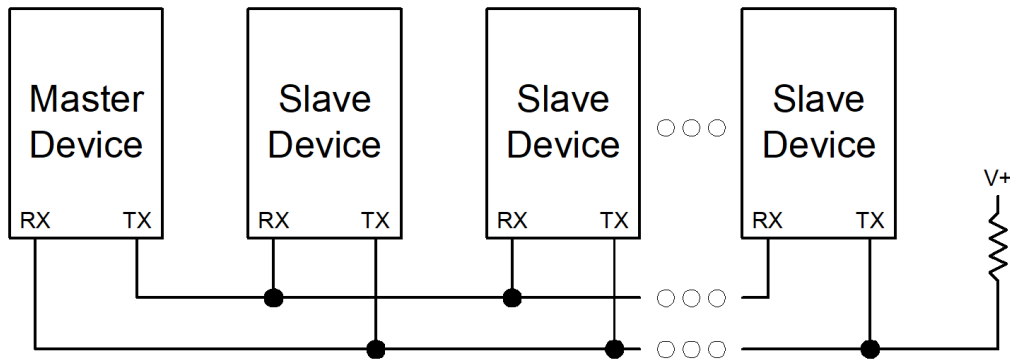 Master
Device
Slave
Device
Slave
Device
Slave
Device
V+
RX TX
RX TX
RX TX
RX TX